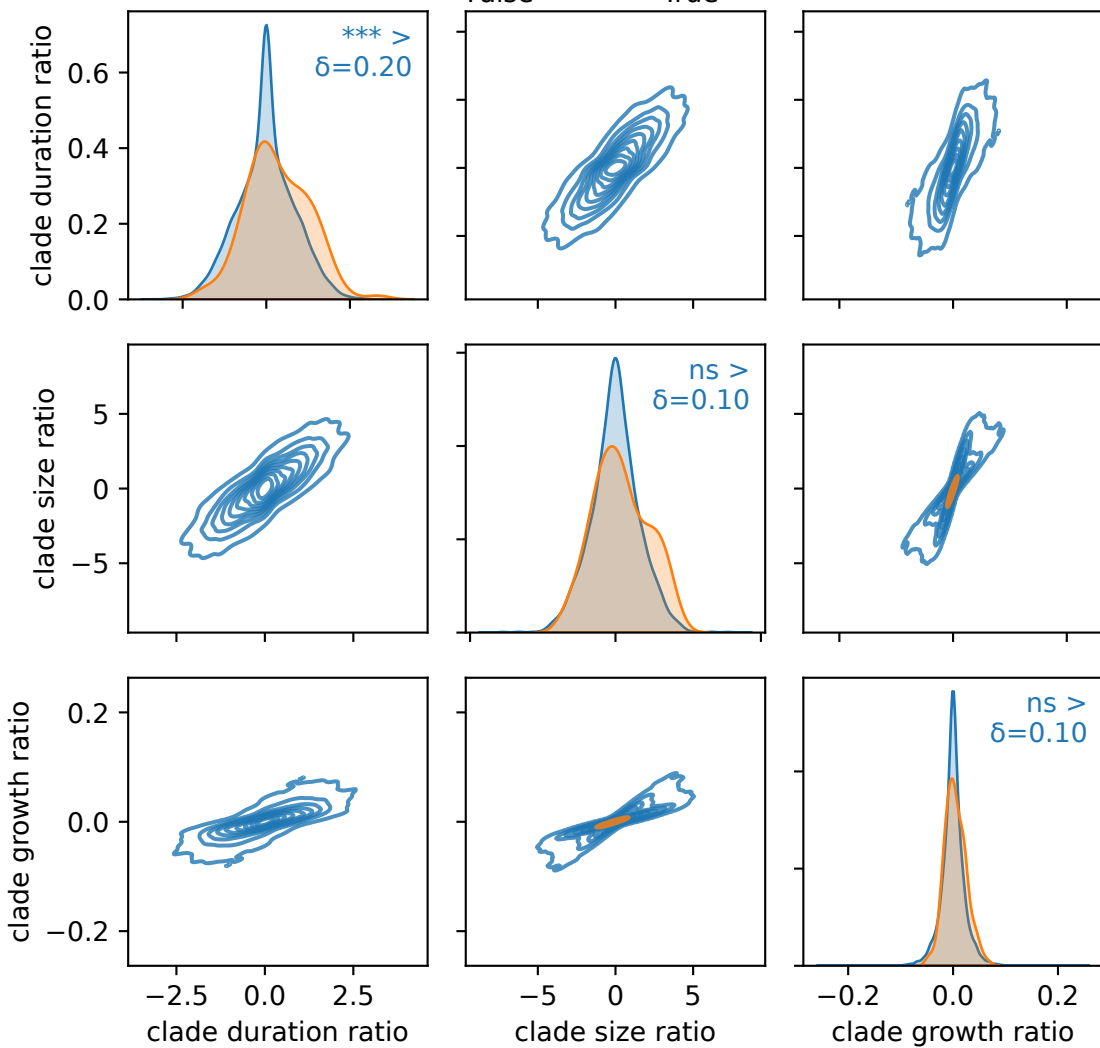 True
clade duration ratio
0.6
0.4
0.2
0.0
*** >
δ=0.20
clade size ratio
5
0
−5
ns >
δ=0.10
clade growth ratio
0.2
0.0
−0.2
ns >
δ=0.10
−2.5 0.0 2.5
−5 0 5
−0.2 0.0 0.2
clade duration ratio
clade size ratio
clade growth ratio